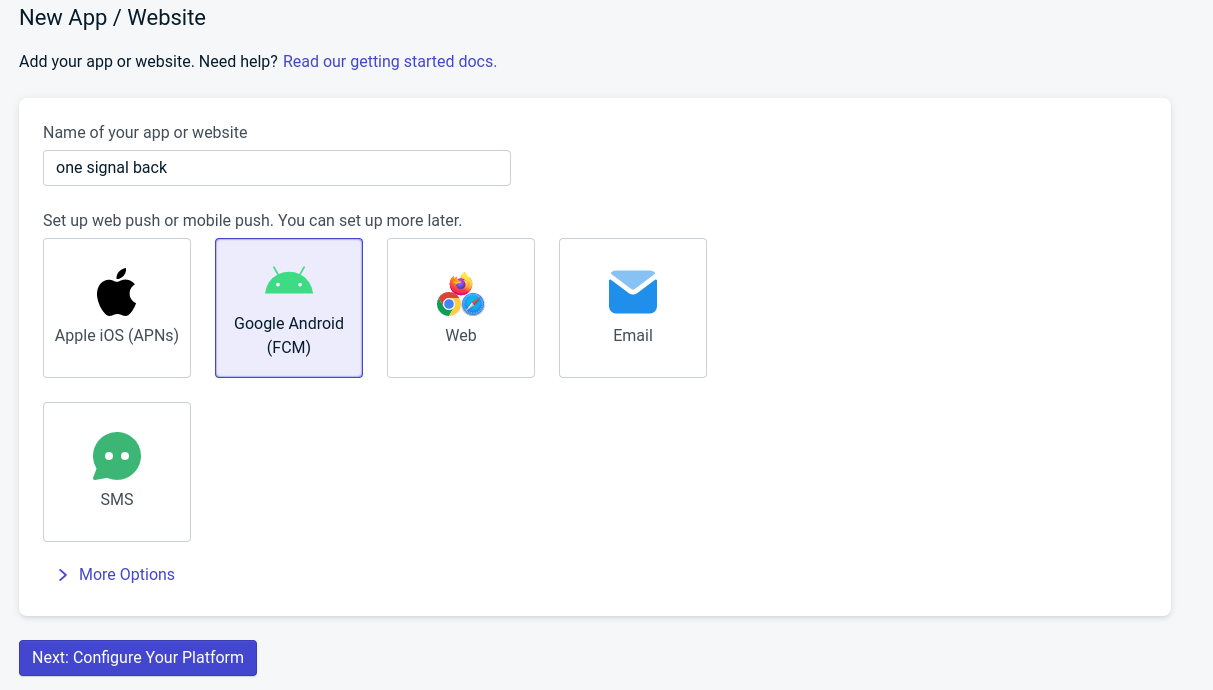 New App / Website
Add your app or website. Need help? Read our getting started docs.
Name of your app or website
one signal back
Set up web push or mobile push. You can set up more later.
Apple iOS (APNs)
Google Android
(FCM)
Web
Email
SMS
More Options
Next: Configure Your Platform